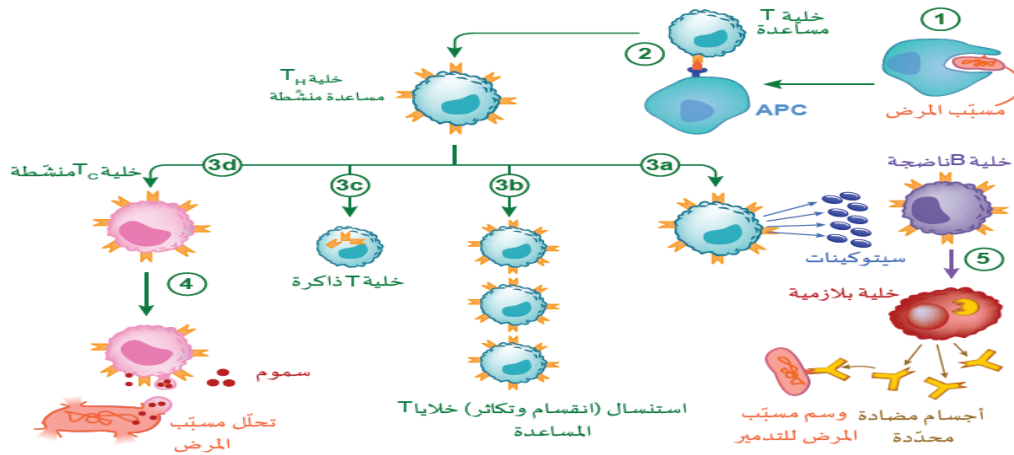 1
خلية T
مساعدة
2
مسبّب المرض
APC
خلية TH
مساعدة منشَّطة
3a
3b
3c
3d
خلية B ناضجة
سيتوكينات
5
خلية بلازمية
أجسام مضادة
محدّدة
وسم مسبّب
المرض للتدمير
استنسال (انقسام وتكاثر) خلايا T
المساعدة
خلية T ذاكرة
خلية TC منشّطة
4
سموم
تحلّل مسبّب
المرض